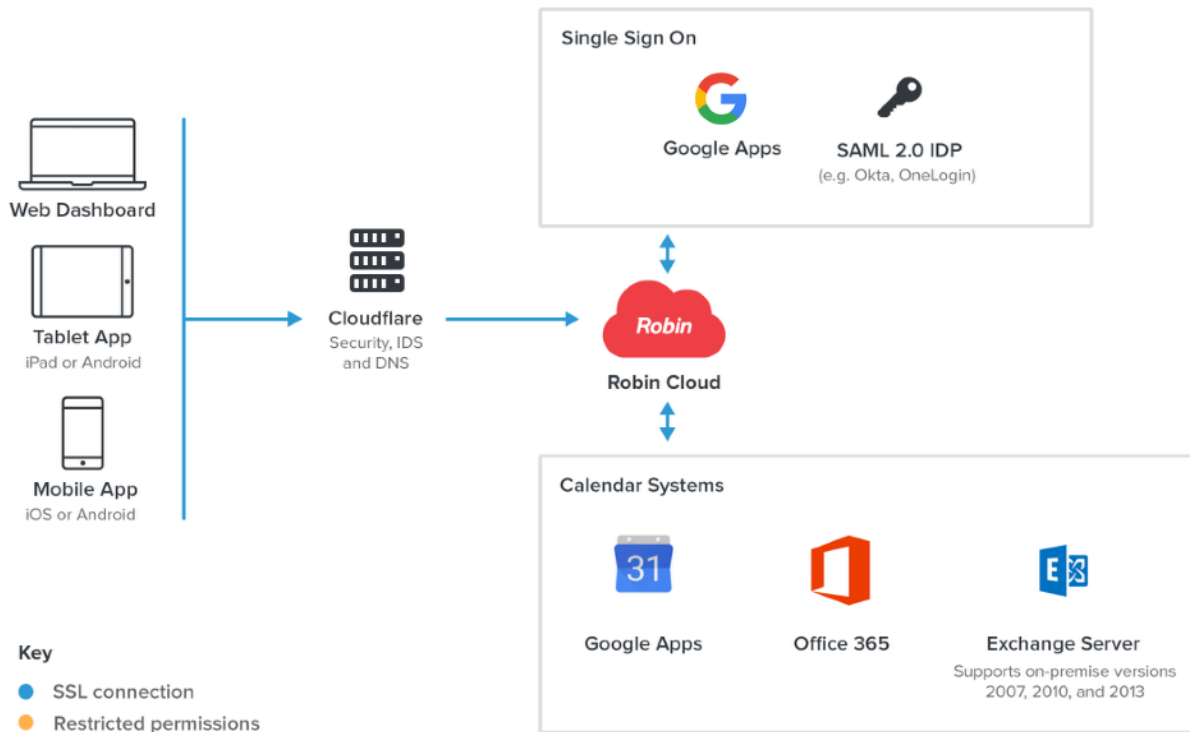 Single Sign On
Google Apps
SAML 2.0 IDP
(e.g. Okta, OneLogin)
Web Dashboard
Tablet App
iPad or Android
Mobile App
iOS or Android
Cloudflare
Security, IDS
and DNS
Robin
Robin Cloud
Calendar Systems
31
Google Apps
Office 365
E
Exchange Server
Supports on-premise versions
2007, 2010, and 2013
Key
SSL connection
Restricted permissions